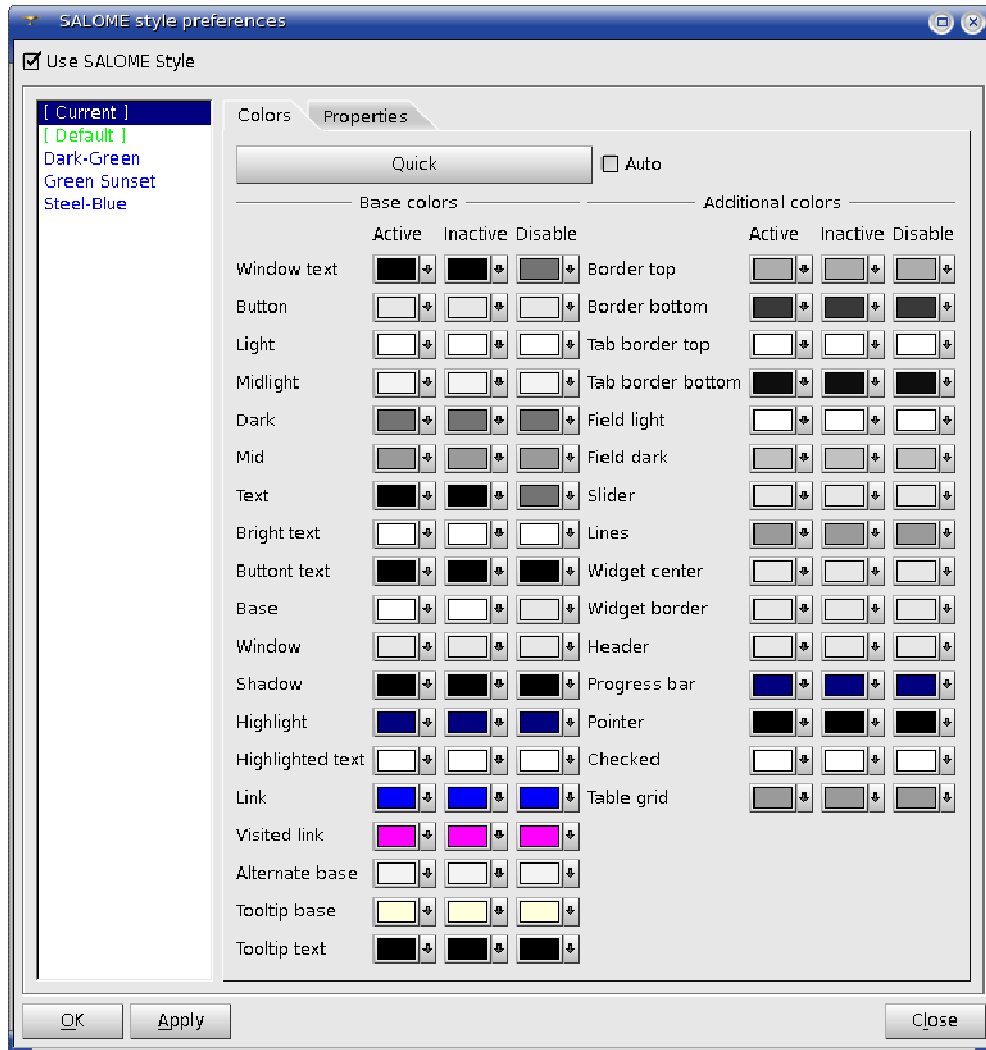 SALOME style preferences
Use SALOME Style
[ Current ]
[ Default ]
Dark-Green
Green Sunset
Steel-Blue
Colors Properties
Quick Auto
Base colors Additional colors
Active Inactive Disable Active Inactive Disable
Window text Border top
Button Border bottom
Light Tab border top
Midlight Tab border bottom
Dark Field light
Mid Field dark
Text Slider
Bright text Lines
Buttont text Widget center
Base Widget border
Window Header
Shadow Progress bar
Highlight Pointer
Highlighted text Checked
Link Table grid
Visited link
Alternate base
Tooltip base
Tooltip text
OK Apply Close